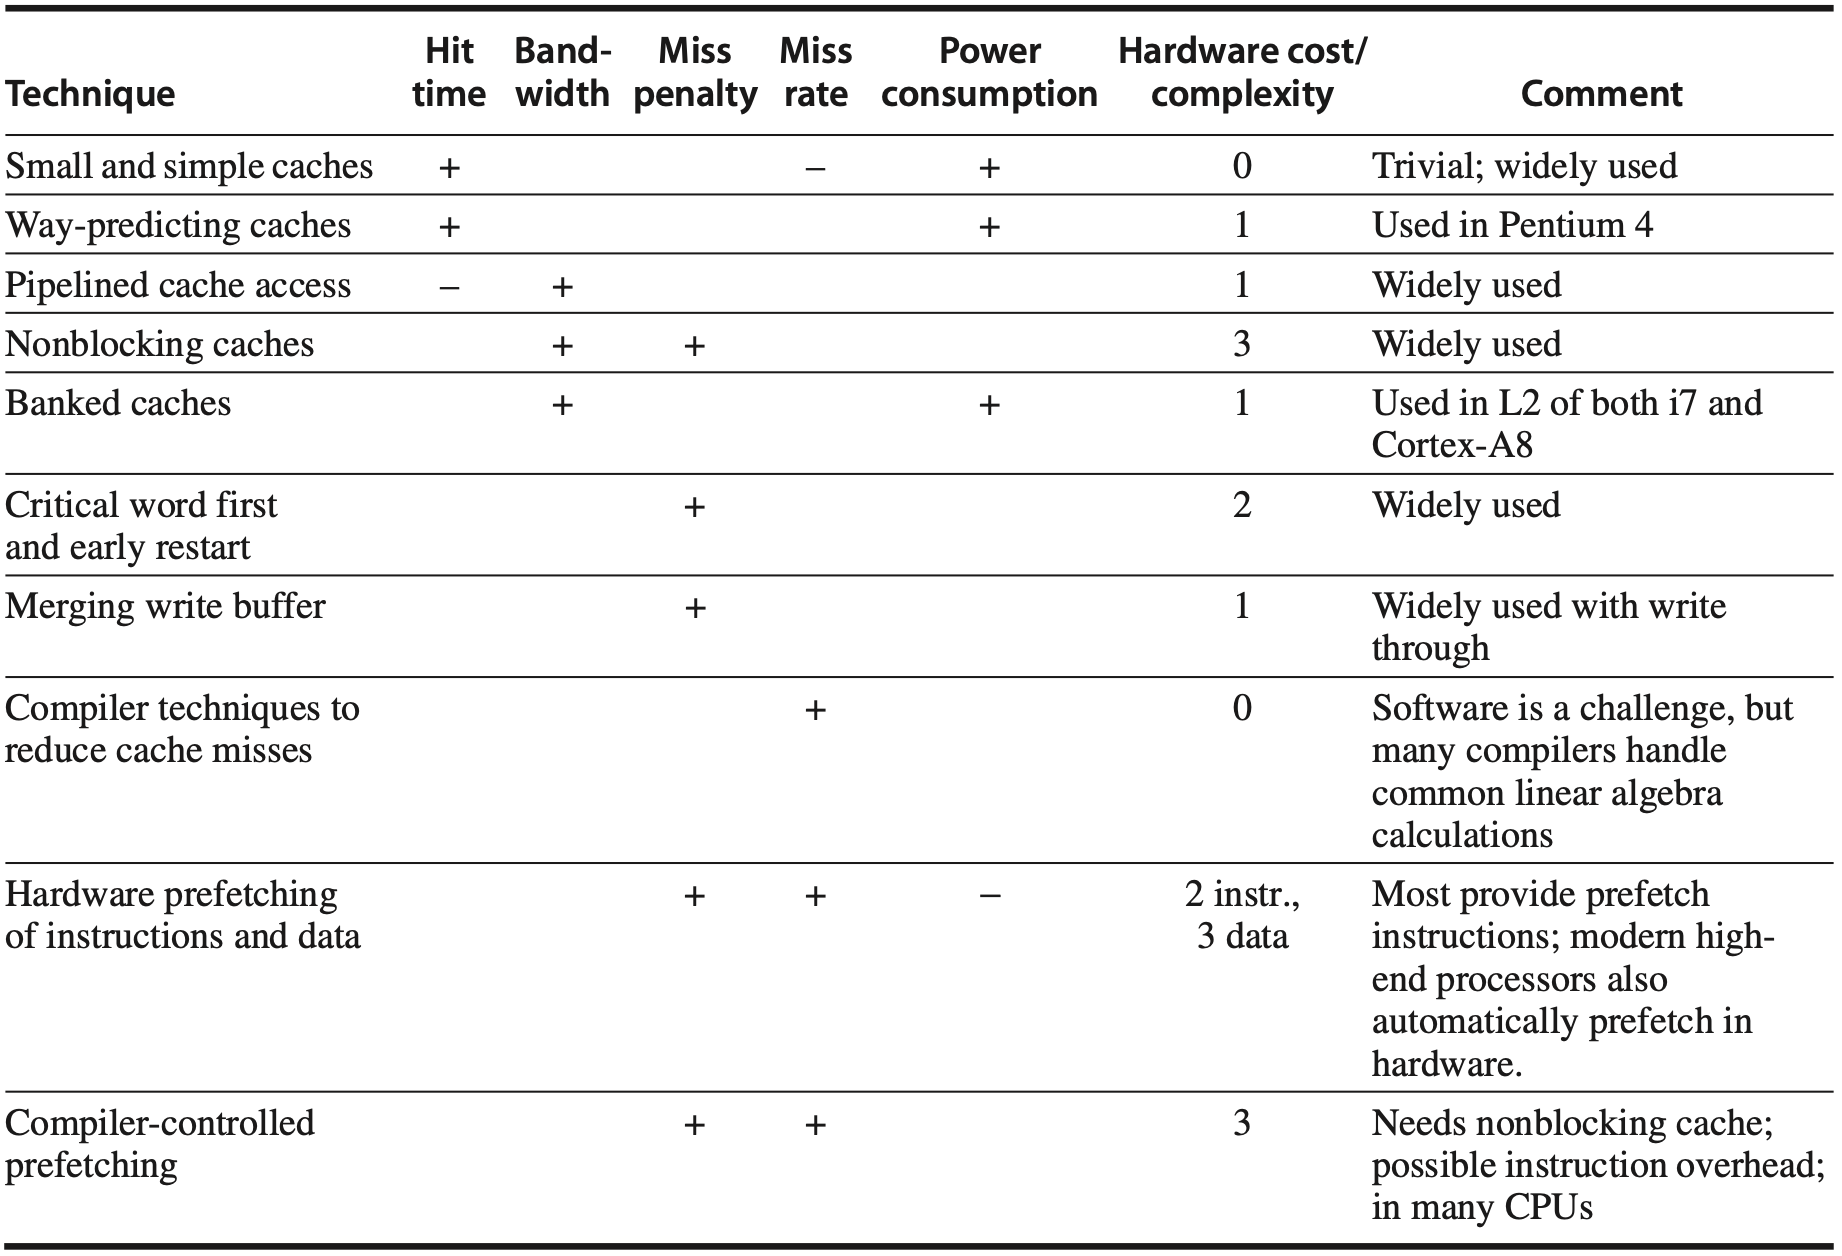 Technique Hit time Band-width Miss penalty Miss rate Power consumption Hardware cost/ complexity Comment
Small and simple caches + – + 0 Trivial; widely used
Way-predicting caches + + 1 Used in Pentium 4
Pipelined cache access – + 1 Widely used
Nonblocking caches + + 3 Widely used
Banked caches + + 1 Used in L2 of both i7 and
Cortex-A8
Critical word first + 2 Widely used
and early restart
Merging write buffer + 1 Widely used with write
through
Compiler techniques to + 0 Software is a challenge, but
reduce cache misses many compilers handle
common linear algebra
calculations
Hardware prefetching + + – 2 instr., Most provide prefetch
of instructions and data 3 data instructions; modern high-
end processors also
automatically prefetch in
hardware.
Compiler-controlled + + 3 Needs nonblocking cache;
prefetching possible instruction overhead;
in many CPUs